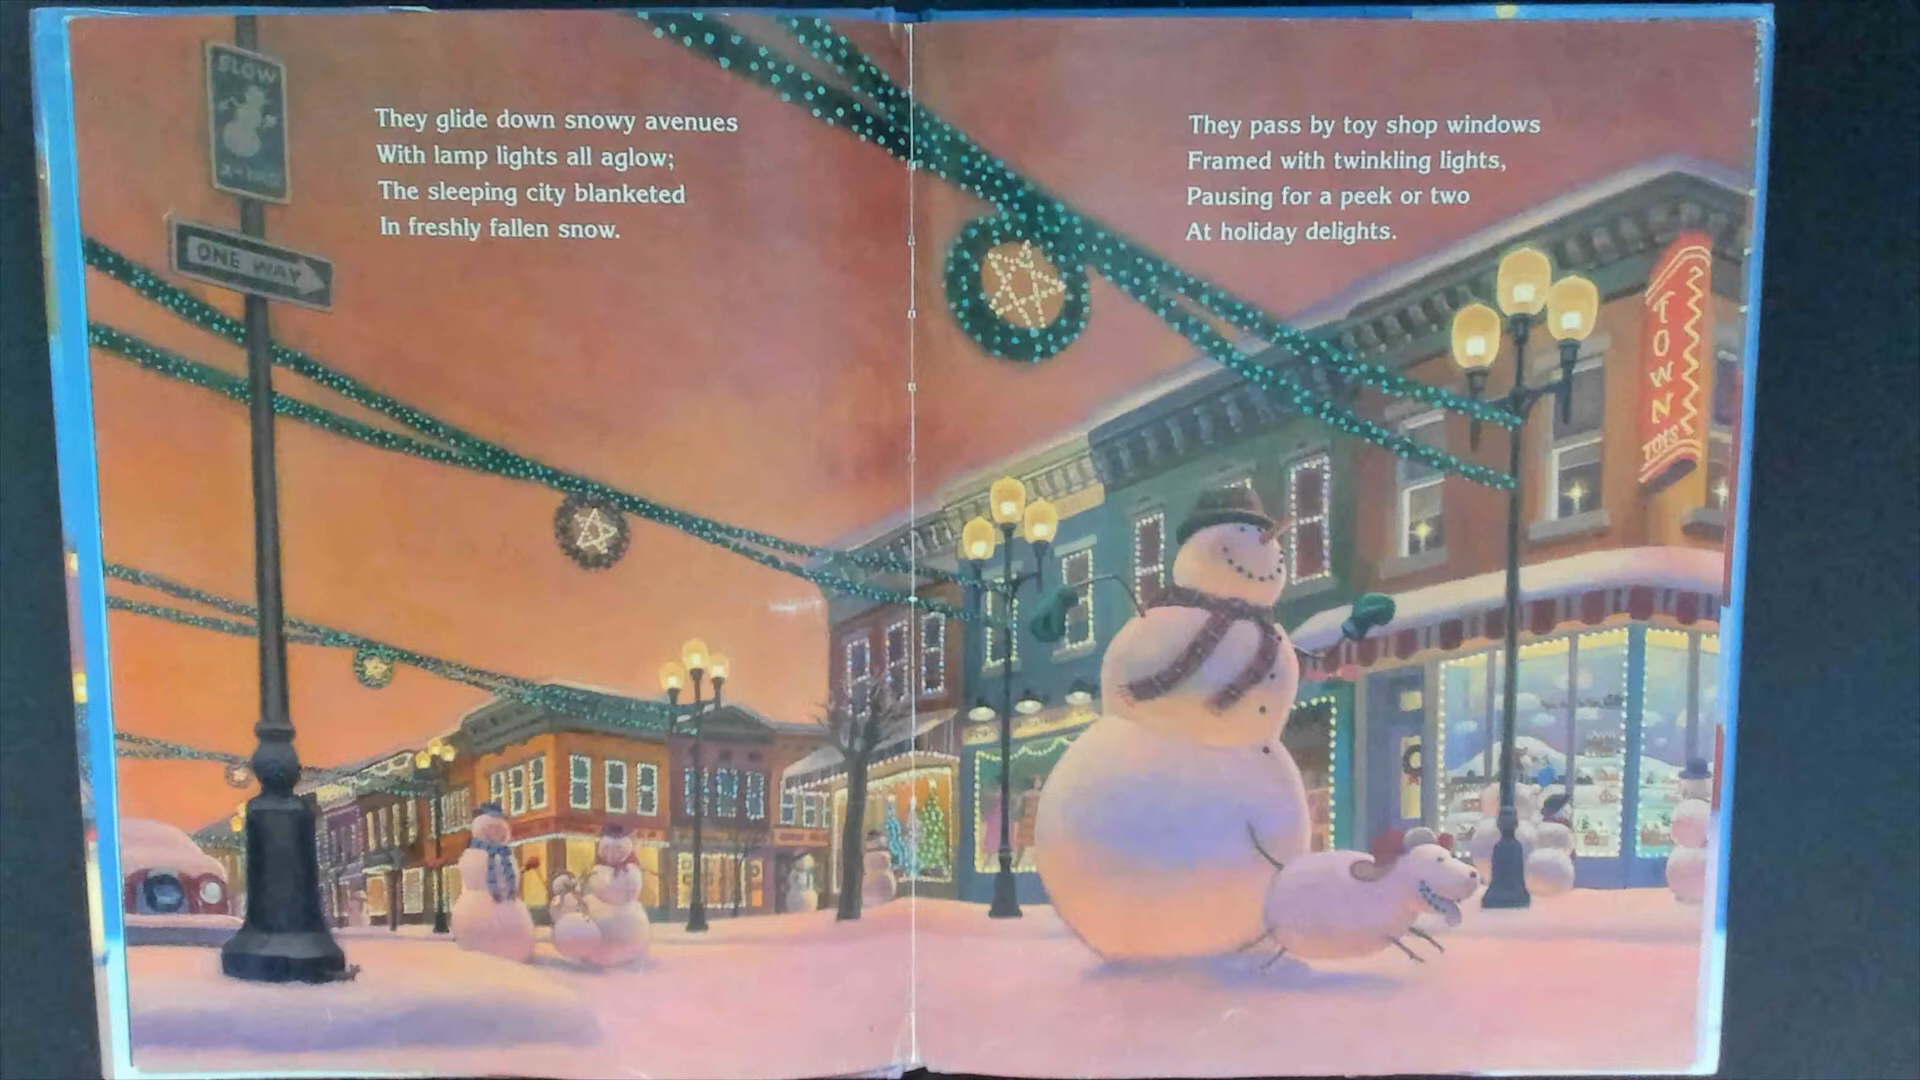 SLOW
X-ING
ONE WAY
They glide down snowy avenues
With lamp lights all aglow;
The sleeping city blanketed
In freshly fallen snow.
They pass by toy shop windows
Framed with twinkling lights,
Pausing for a peek or two
At holiday delights.
TOWN
TOYS